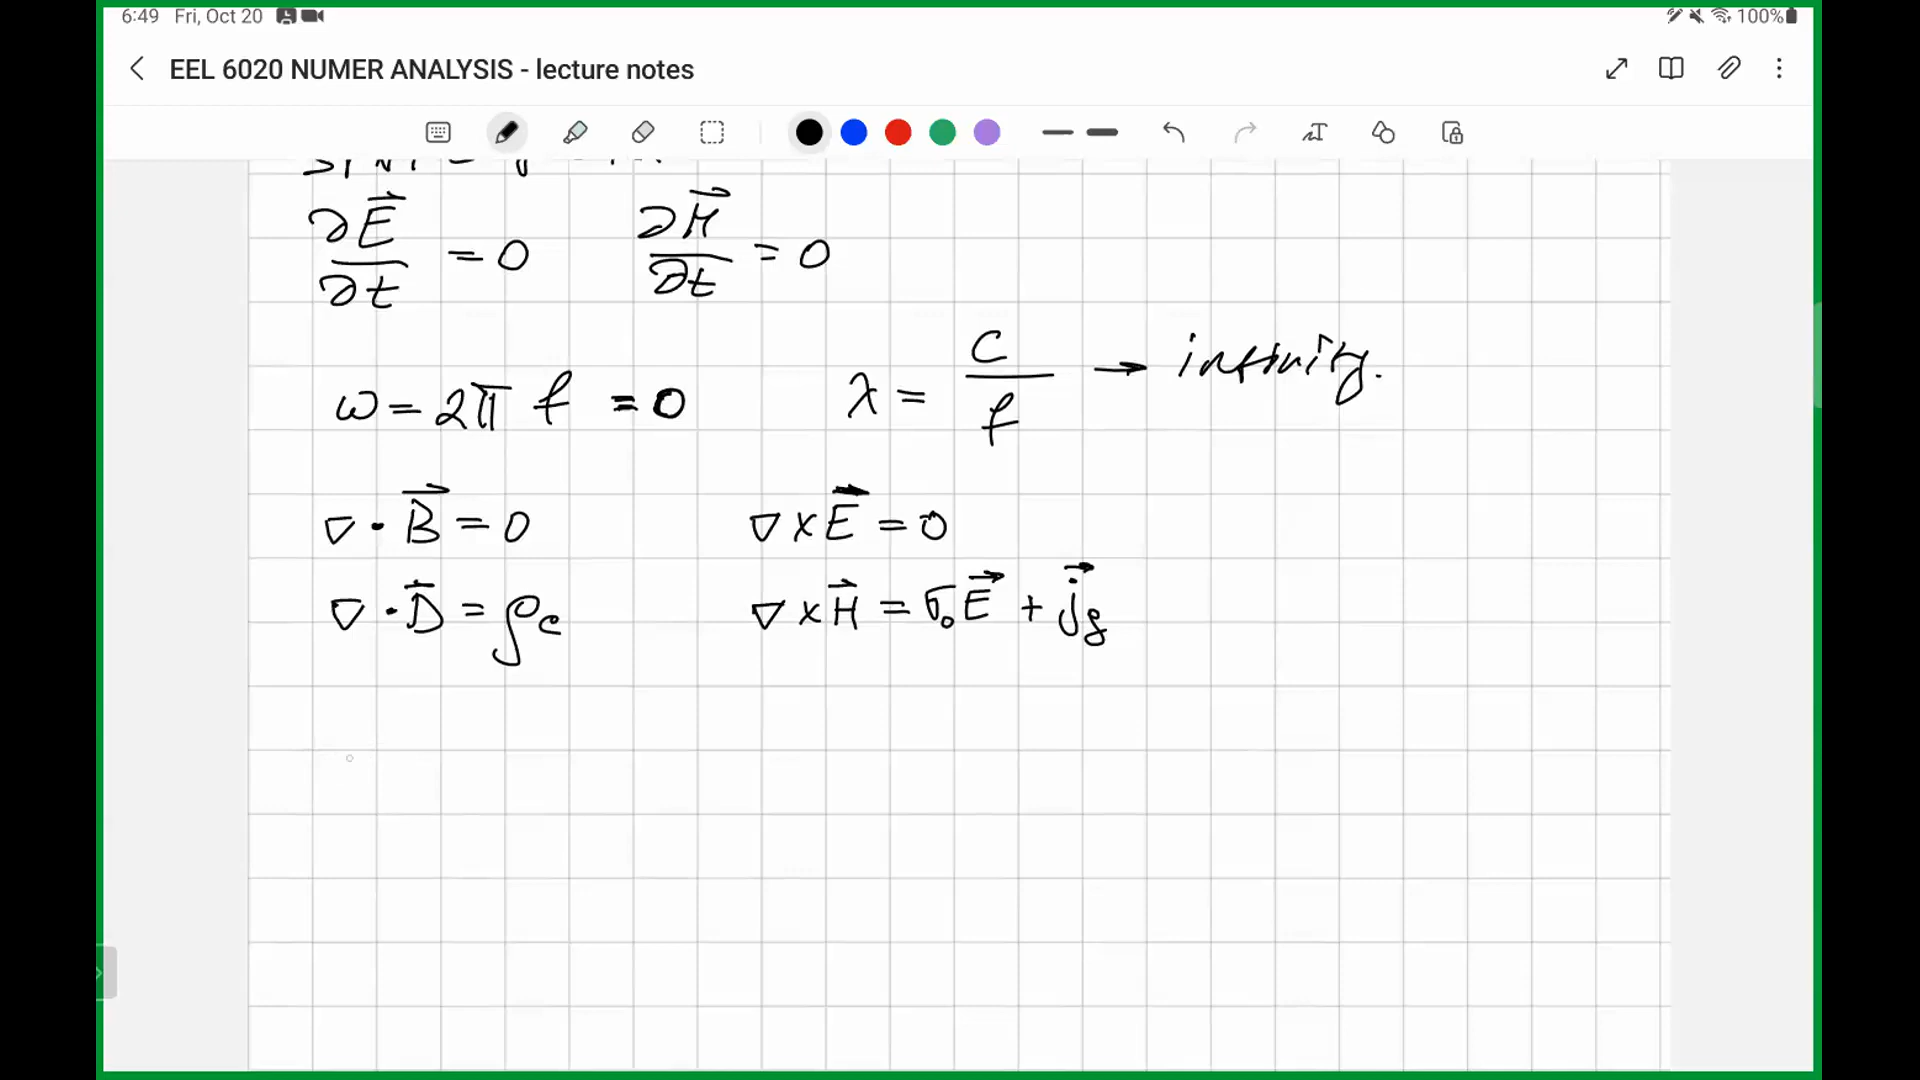 6:49 Fri, Oct 20 100%
EEL 6020 NUMER ANALYSIS - lecture notes
∂E⃗/∂t = 0 ∂H⃗/∂t = 0
ω = 2π f = 0 λ = c/f → infinity.
∇ · B⃗ = 0 ∇ × E⃗ = 0
∇ · D⃗ = ρe ∇ × H⃗ = σ₀E⃗ + j⃗g